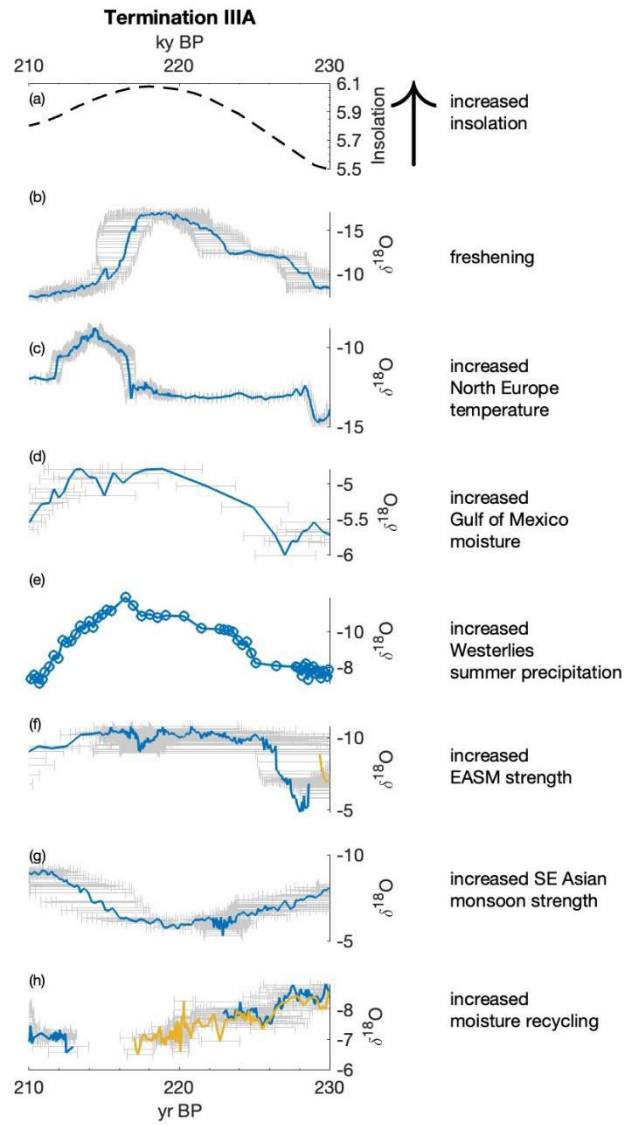 Termination IIIA
ky BP
210 220 230
(a)
6.1
5.9
5.7
5.5
Insolation
increased
insolation
(b)
-15
-10
δ18O
freshening
(c)
-10
-15
δ18O
increased
North Europe
temperature
(d)
-5
-5.5
-6
δ18O
increased
Gulf of Mexico
moisture
(e)
-10
-8
δ18O
increased
Westerlies
summer precipitation
(f)
-10
-5
δ18O
increased
EASM strength
(g)
-10
-5
δ18O
increased SE Asian
monsoon strength
(h)
-8
-7
-6
δ18O
increased
moisture recycling
210 220 230
yr BP